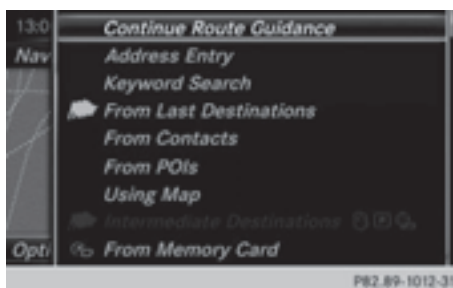 13:0
Continue Route Guidance
Nav
Address Entry
Keyword Search
From Last Destinations
From Contacts
From POIs
Using Map
Intermediate Destinations
Opti
From Memory Card
P82.89-1012-31